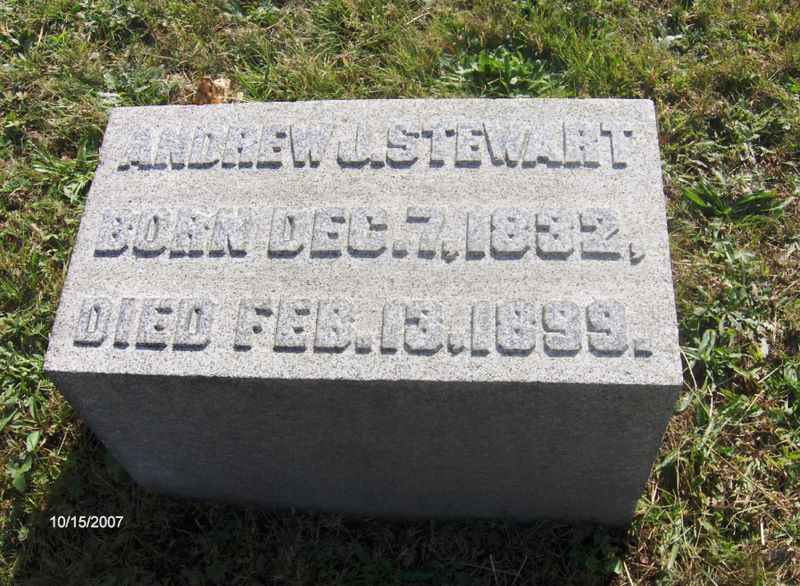 ANDREW J. STEWART
BORN DEC. 7, 1832,
DIED FEB. 13, 1899.
10/15/2007